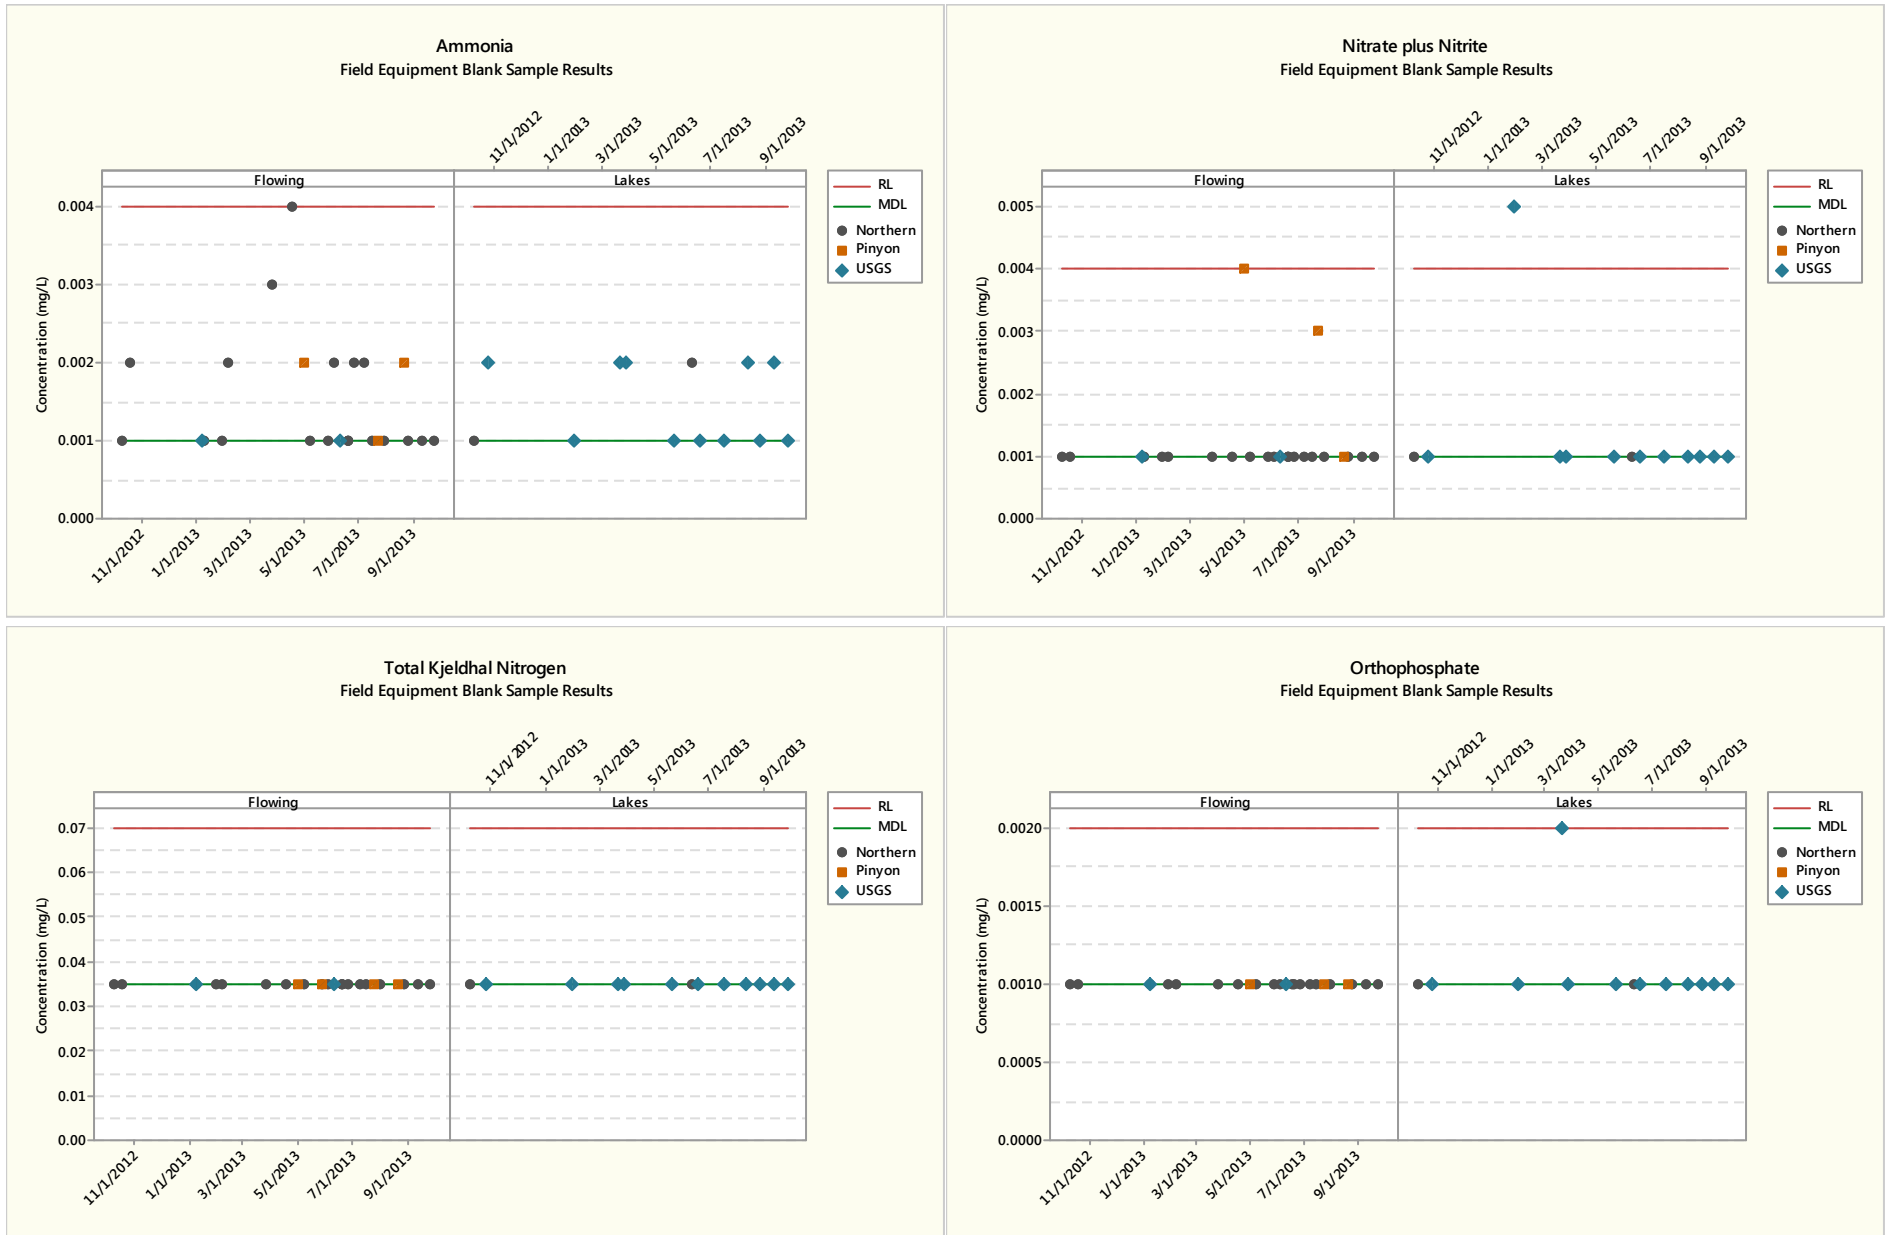 Ammonia
Field Equipment Blank Sample Results
11/1/2012 1/1/2013 3/1/2013 5/1/2013 7/1/2013 9/1/2013
Flowing Lakes
RL
MDL
Northern
Pinyon
USGS
Concentration (mg/L)
0.004
0.003
0.002
0.001
0.000
11/1/2012 1/1/2013 3/1/2013 5/1/2013 7/1/2013 9/1/2013
Nitrate plus Nitrite
Field Equipment Blank Sample Results
11/1/2012 1/1/2013 3/1/2013 5/1/2013 7/1/2013 9/1/2013
Flowing Lakes
RL
MDL
Northern
Pinyon
USGS
Concentration (mg/L)
0.005
0.004
0.003
0.002
0.001
0.000
11/1/2012 1/1/2013 3/1/2013 5/1/2013 7/1/2013 9/1/2013
Total Kjeldhal Nitrogen
Field Equipment Blank Sample Results
11/1/2012 1/1/2013 3/1/2013 5/1/2013 7/1/2013 9/1/2013
Flowing Lakes
RL
MDL
Northern
Pinyon
USGS
Concentration (mg/L)
0.07
0.06
0.05
0.04
0.03
0.02
0.01
0.00
11/1/2012 1/1/2013 3/1/2013 5/1/2013 7/1/2013 9/1/2013
Orthophosphate
Field Equipment Blank Sample Results
11/1/2012 1/1/2013 3/1/2013 5/1/2013 7/1/2013 9/1/2013
Flowing Lakes
RL
MDL
Northern
Pinyon
USGS
Concentration (mg/L)
0.0020
0.0015
0.0010
0.0005
0.0000
11/1/2012 1/1/2013 3/1/2013 5/1/2013 7/1/2013 9/1/2013